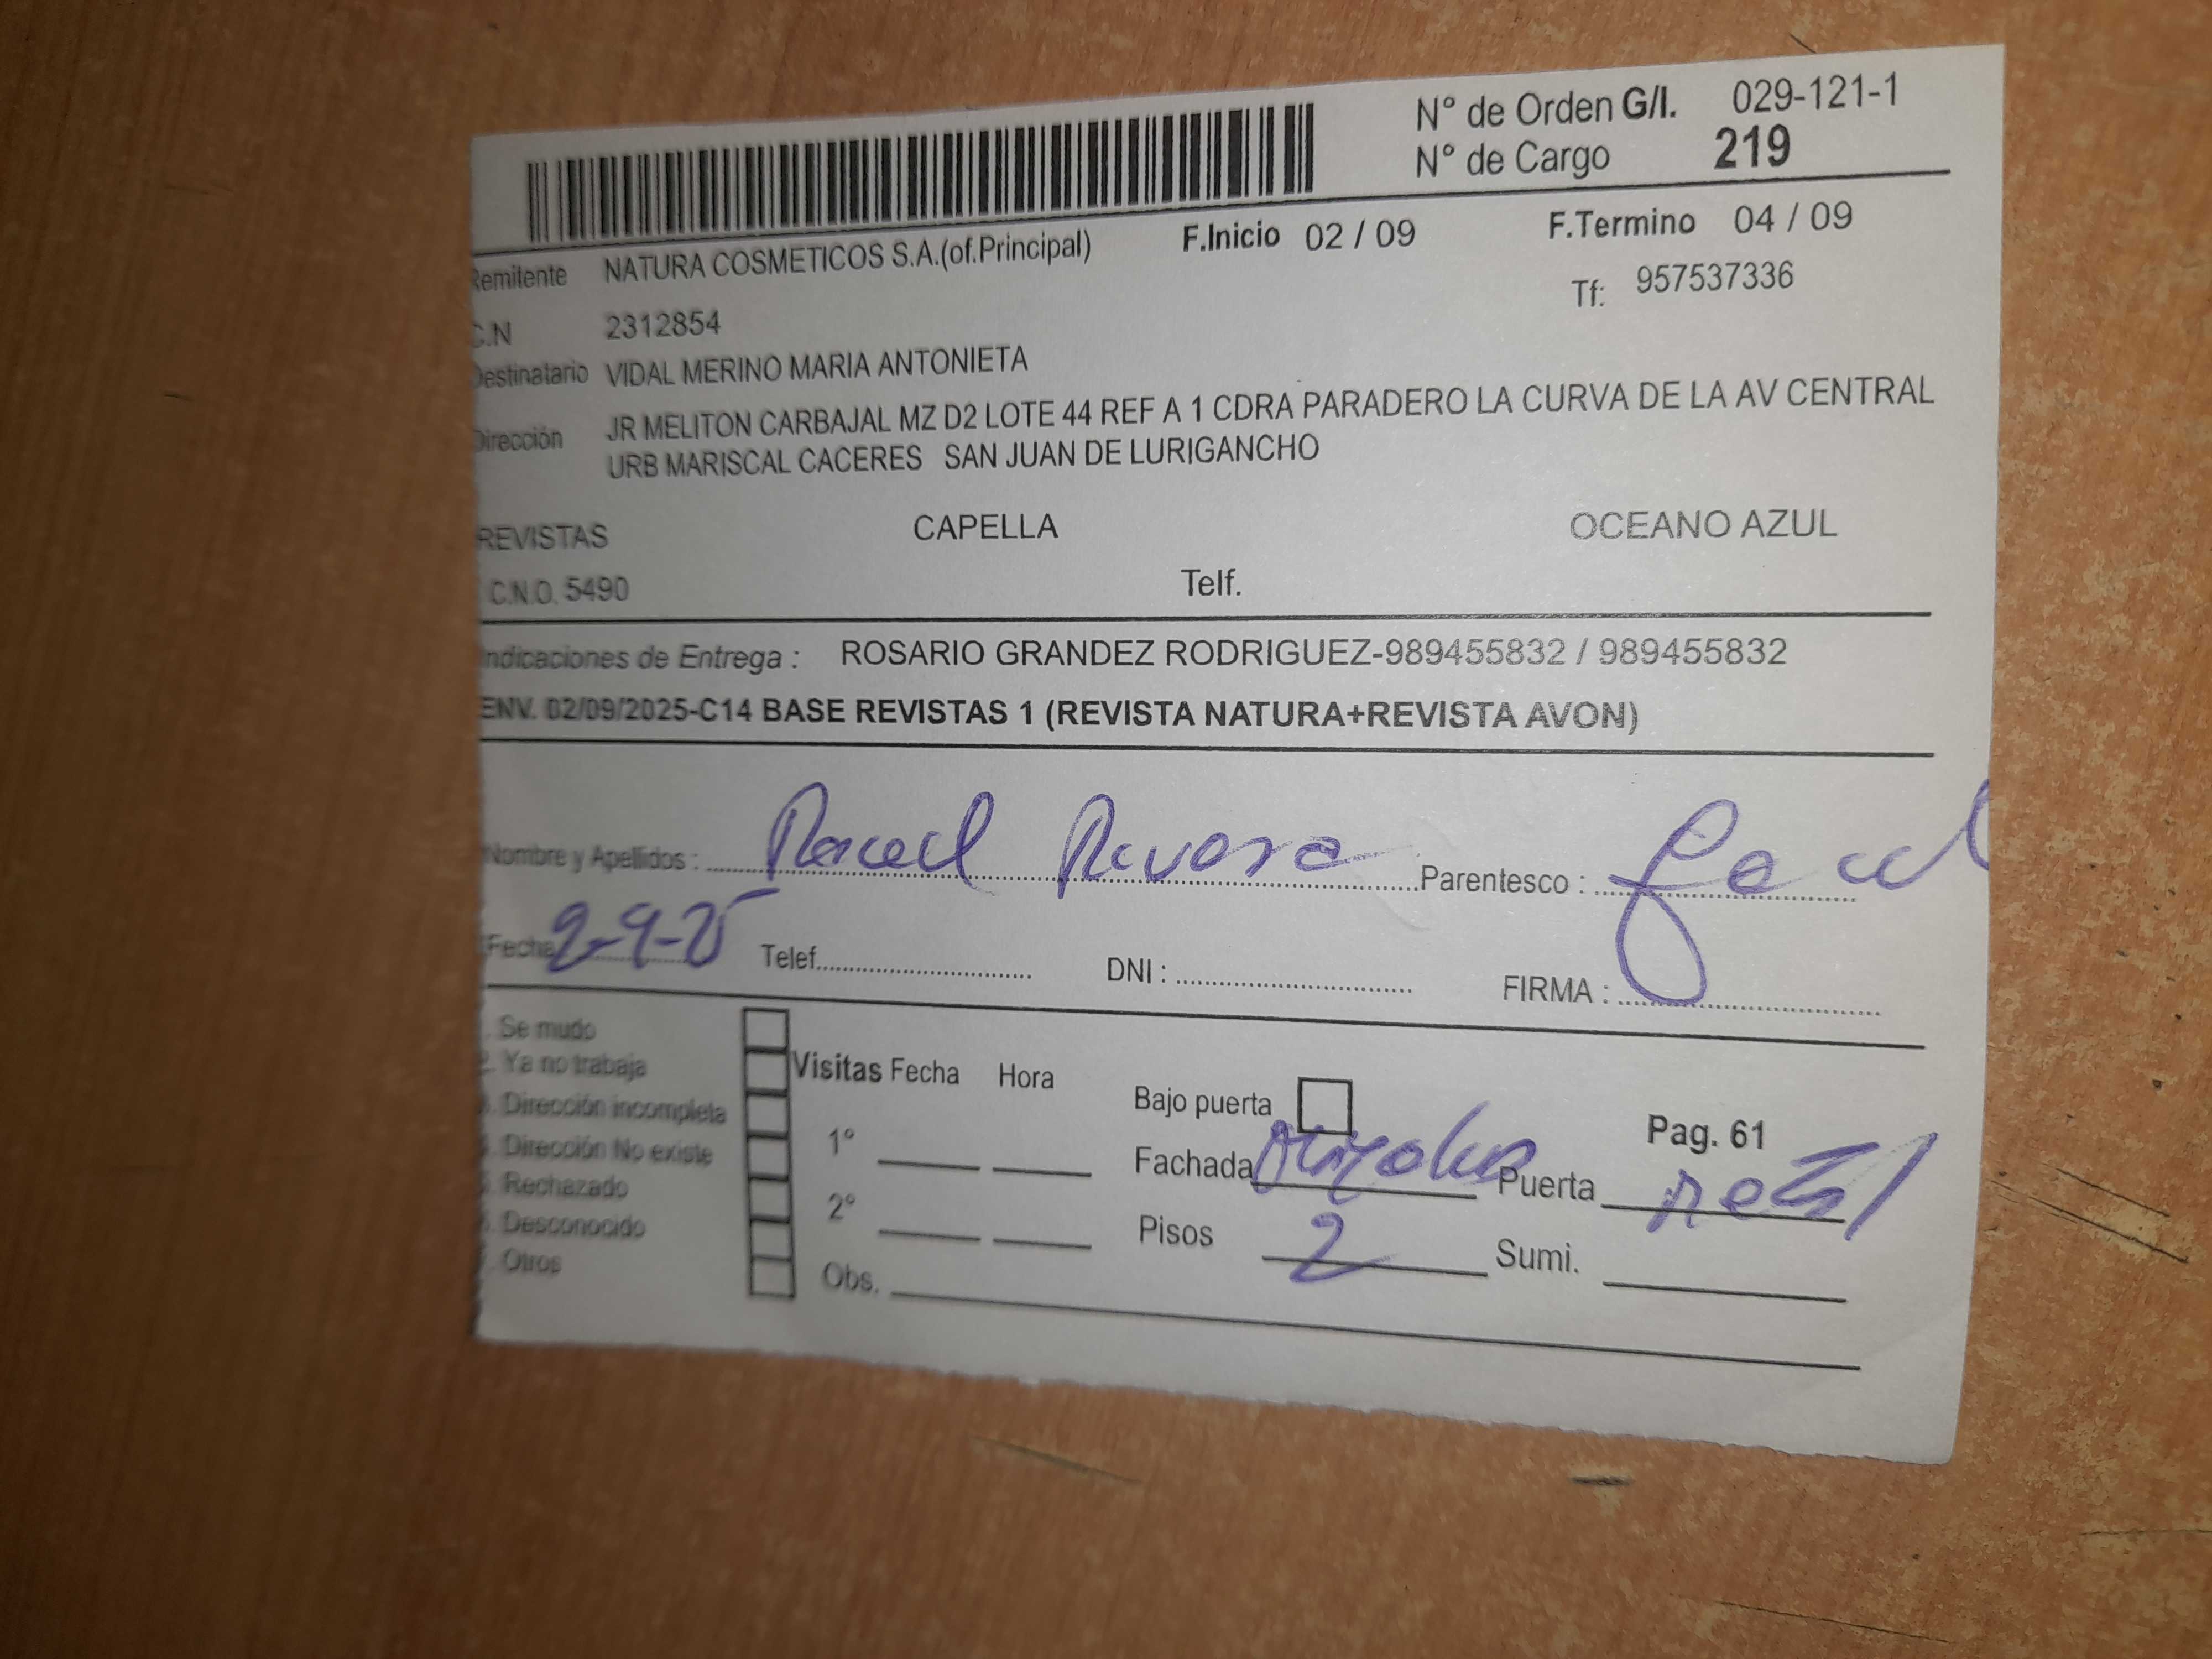 N° de Orden G/I. 029-121-1
N° de Cargo 219
Remitente NATURA COSMETICOS S.A.(of.Principal) F.Inicio 02 / 09 F.Termino 04 / 09
C.N 2312854 Tf: 957537336
Destinatario VIDAL MERINO MARIA ANTONIETA
Dirección JR MELITON CARBAJAL MZ D2 LOTE 44 REF A 1 CDRA PARADERO LA CURVA DE LA AV CENTRAL
URB MARISCAL CACERES SAN JUAN DE LURIGANCHO
REVISTAS CAPELLA OCEANO AZUL
C.N.O. 5490 Telf.
Indicaciones de Entrega : ROSARIO GRANDEZ RODRIGUEZ-989455832 / 989455832
ENV. 02/09/2025-C14 BASE REVISTAS 1 (REVISTA NATURA+REVISTA AVON)
Nombre y Apellidos : Rivera Parentesco :
Fecha 2-9-25 Telef. DNI : FIRMA :
. Se mudo
2. Ya no trabaja Visitas Fecha Hora
. Dirección incompleta Bajo puerta Pag. 61
. Dirección No existe 1° Fachada Puerta
. Rechazado
. Desconocido 2° Pisos 2 Sumi.
. Otros Obs.